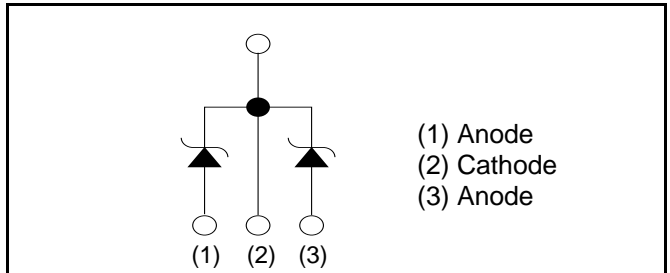 (1) Anode
(2) Cathode
(3) Anode
(1) (2) (3)